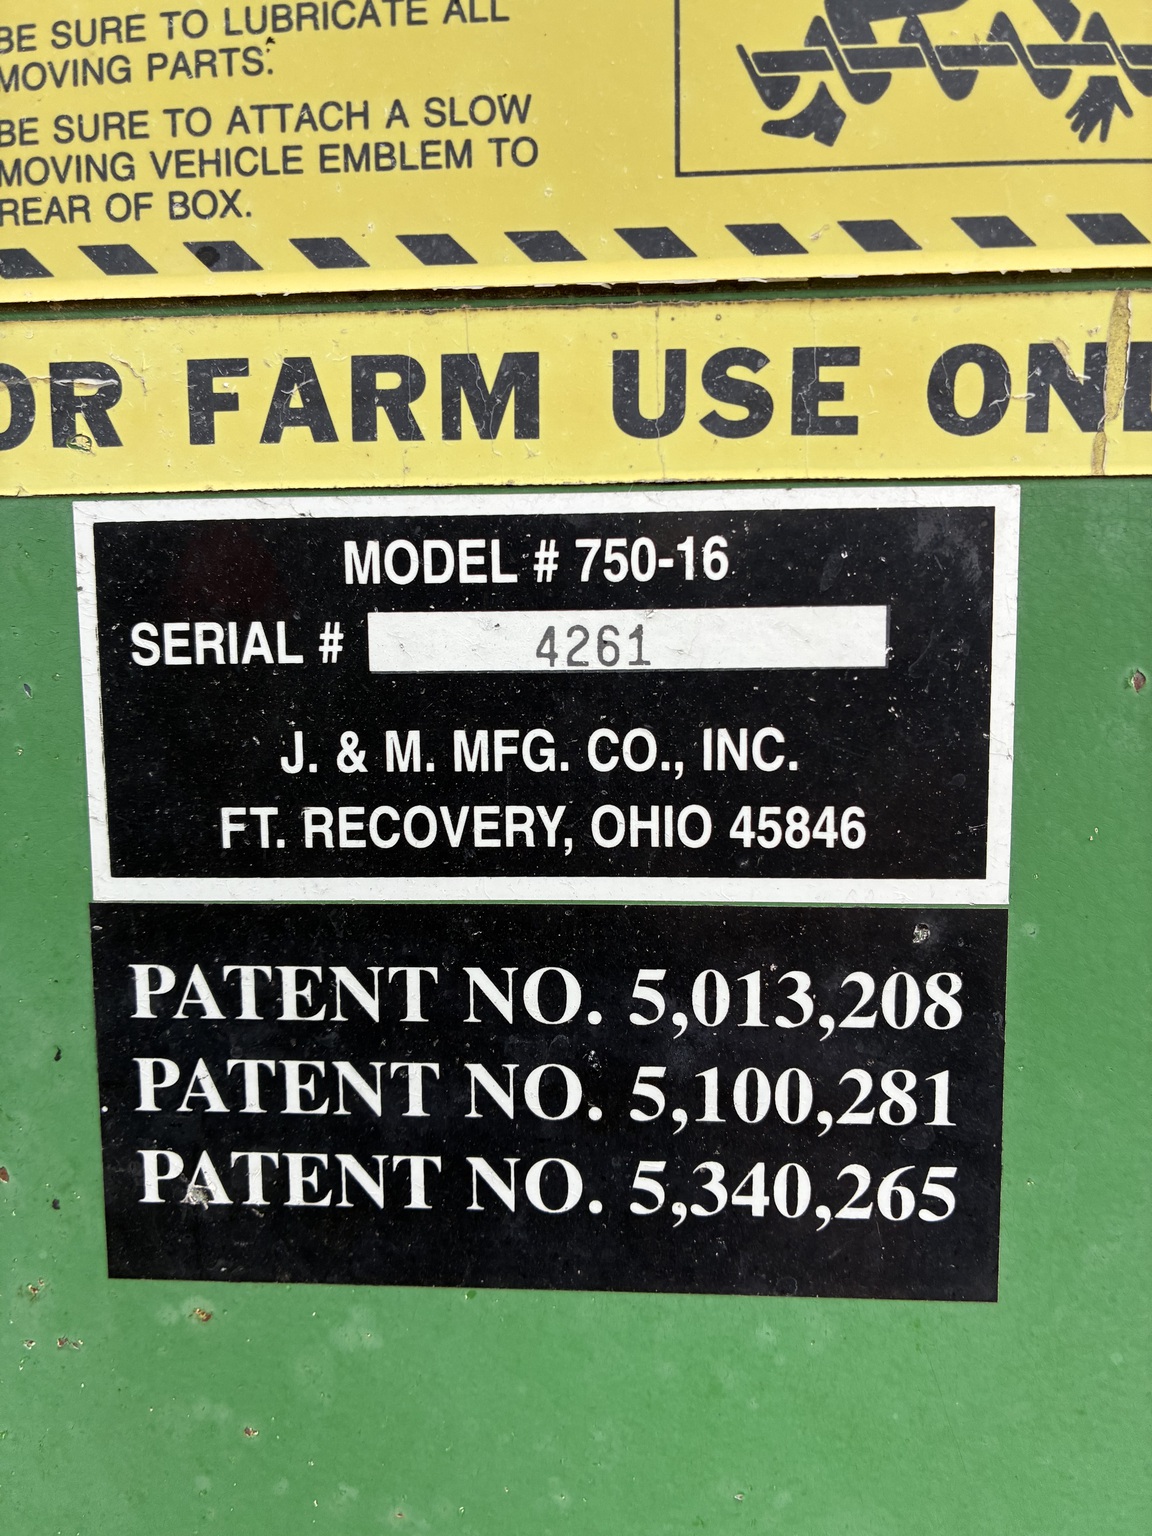 BE SURE TO LUBRICATE ALL
MOVING PARTS.
BE SURE TO ATTACH A SLOW
MOVING VEHICLE EMBLEM TO
REAR OF BOX.
OR FARM USE ONL
MODEL # 750-16
SERIAL # 4261
J. & M. MFG. CO., INC.
FT. RECOVERY, OHIO 45846
PATENT NO. 5,013,208
PATENT NO. 5,100,281
PATENT NO. 5,340,265